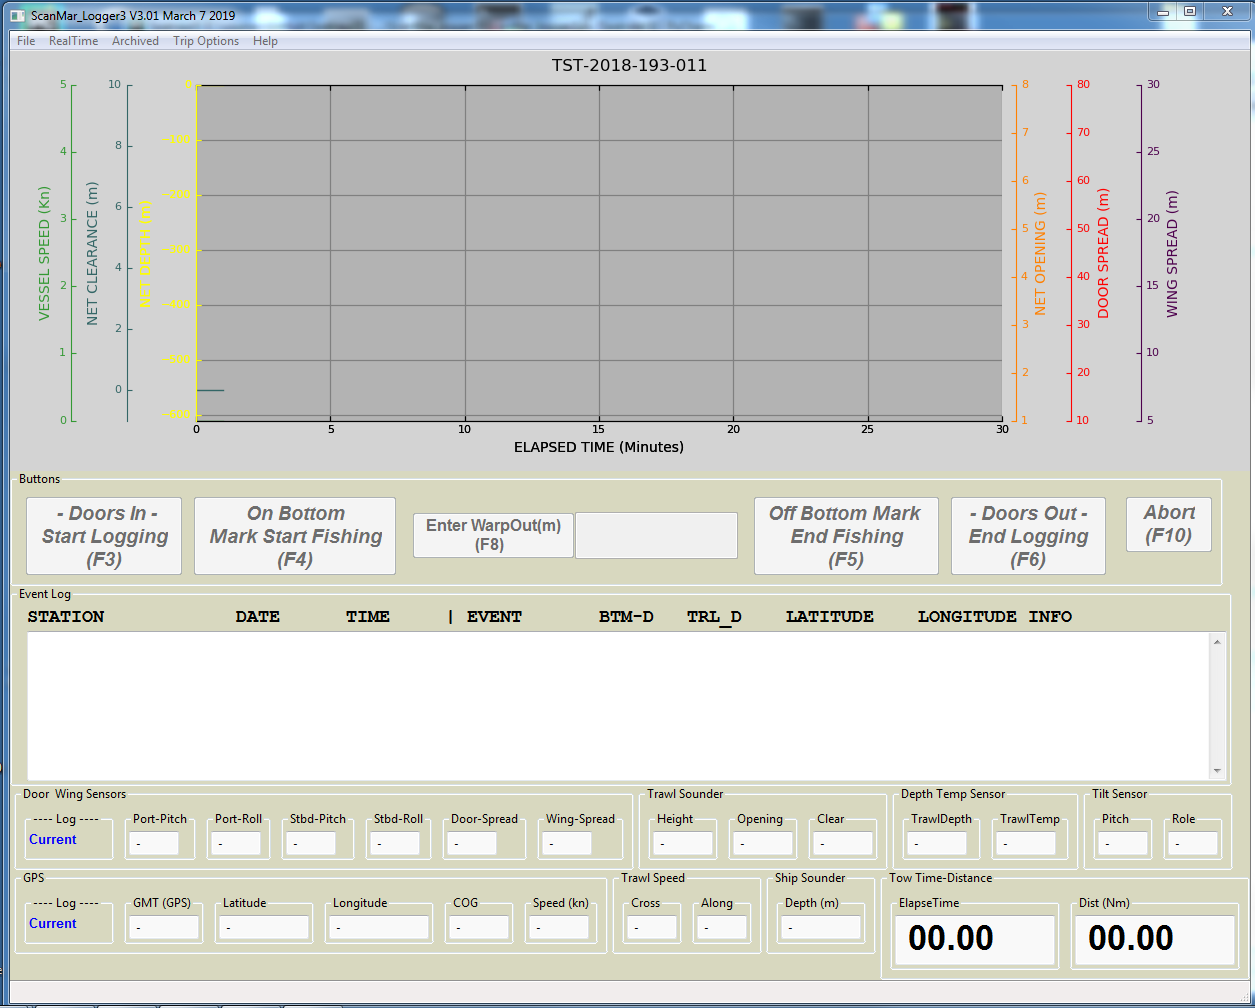 ScanMar_Logger3 V3.01 March 7 2019
File RealTime Archived Trip Options Help
TST-2018-193-011
5 10 0 8 80 30
4 8 −100 7 70 25
6 −200 6 60
3 −300 5 50 20
2 4 −400 4 40 15
1 2 −500 3 30 10
0 2 20
0 −600 1 10 5
VESSEL SPEED (Kn)
NET CLEARANCE (m)
NET DEPTH (m)
NET OPENING (m)
DOOR SPREAD (m)
WING SPREAD (m)
0 5 10 15 20 25 30
ELAPSED TIME (Minutes)
Buttons
- Doors In -
Start Logging
(F3)
On Bottom
Mark Start Fishing
(F4)
Enter WarpOut(m)
(F8)
Off Bottom Mark
End Fishing
(F5)
- Doors Out -
End Logging
(F6)
Abort
(F10)
Event Log
STATION DATE TIME | EVENT BTM-D TRL_D LATITUDE LONGITUDE INFO
Door Wing Sensors Trawl Sounder Depth Temp Sensor Tilt Sensor
---- Log ---- Port-Pitch Port-Roll Stbd-Pitch Stbd-Roll Door-Spread Wing-Spread Height Opening Clear TrawlDepth TrawlTemp Pitch Role
Current - - - - - - - - - - - - -
GPS Trawl Speed Ship Sounder Tow Time-Distance
---- Log ---- GMT (GPS) Latitude Longitude COG Speed (kn) Cross Along Depth (m) ElapseTime Dist (Nm)
Current - - - - - - - - 00.00 00.00